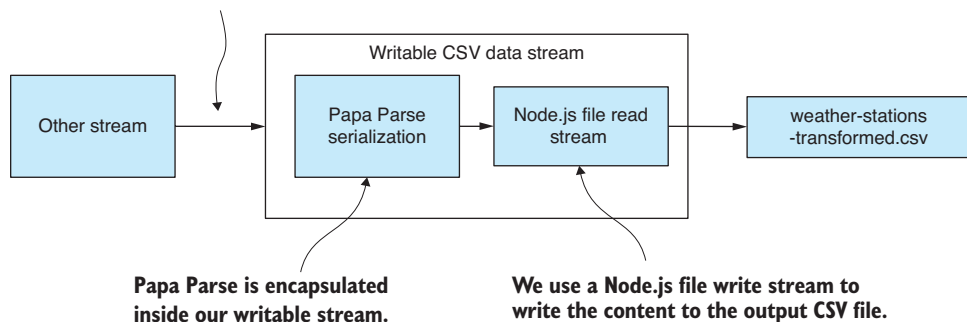 Writable CSV data stream
Other stream
Papa Parse
serialization
Node.js file read
stream
weather-stations
-transformed.csv
Papa Parse is encapsulated
inside our writable stream.
We use a Node.js file write stream to
write the content to the output CSV file.